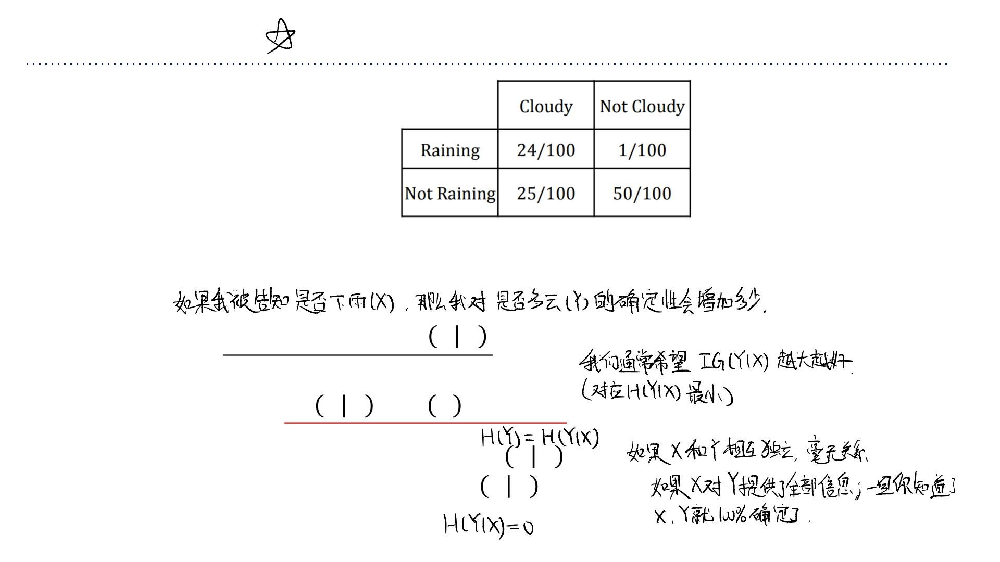 Cloudy Not Cloudy
Raining 24/100 1/100
Not Raining 25/100 50/100
如果我被告知是否下雨(X),那么我对是否多云(Y)的确定性会增加多少.
( | )
我们通常希望 IG(Y|X) 越大越好.
(对应H(Y|X)最小)
( | ) ( )
H(Y)=H(Y|X)
( | )
如果 X 和 Y 相互独立,毫无关系、
( | )
如果 X对 Y提供了全部信息;一旦你知道了
X,Y就100%确定了.
H(Y|X)=0